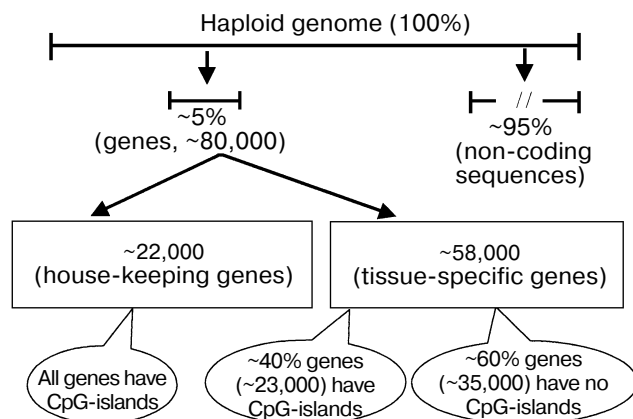 Haploid genome (100%)
//
~5%
(genes, ~80,000)
~95%
(non-coding
sequences)
~22,000
(house-keeping genes)
~58,000
(tissue-specific genes)
All genes have
CpG-islands
~40% genes
(~23,000) have
CpG-islands
~60% genes
(~35,000) have no
CpG-islands